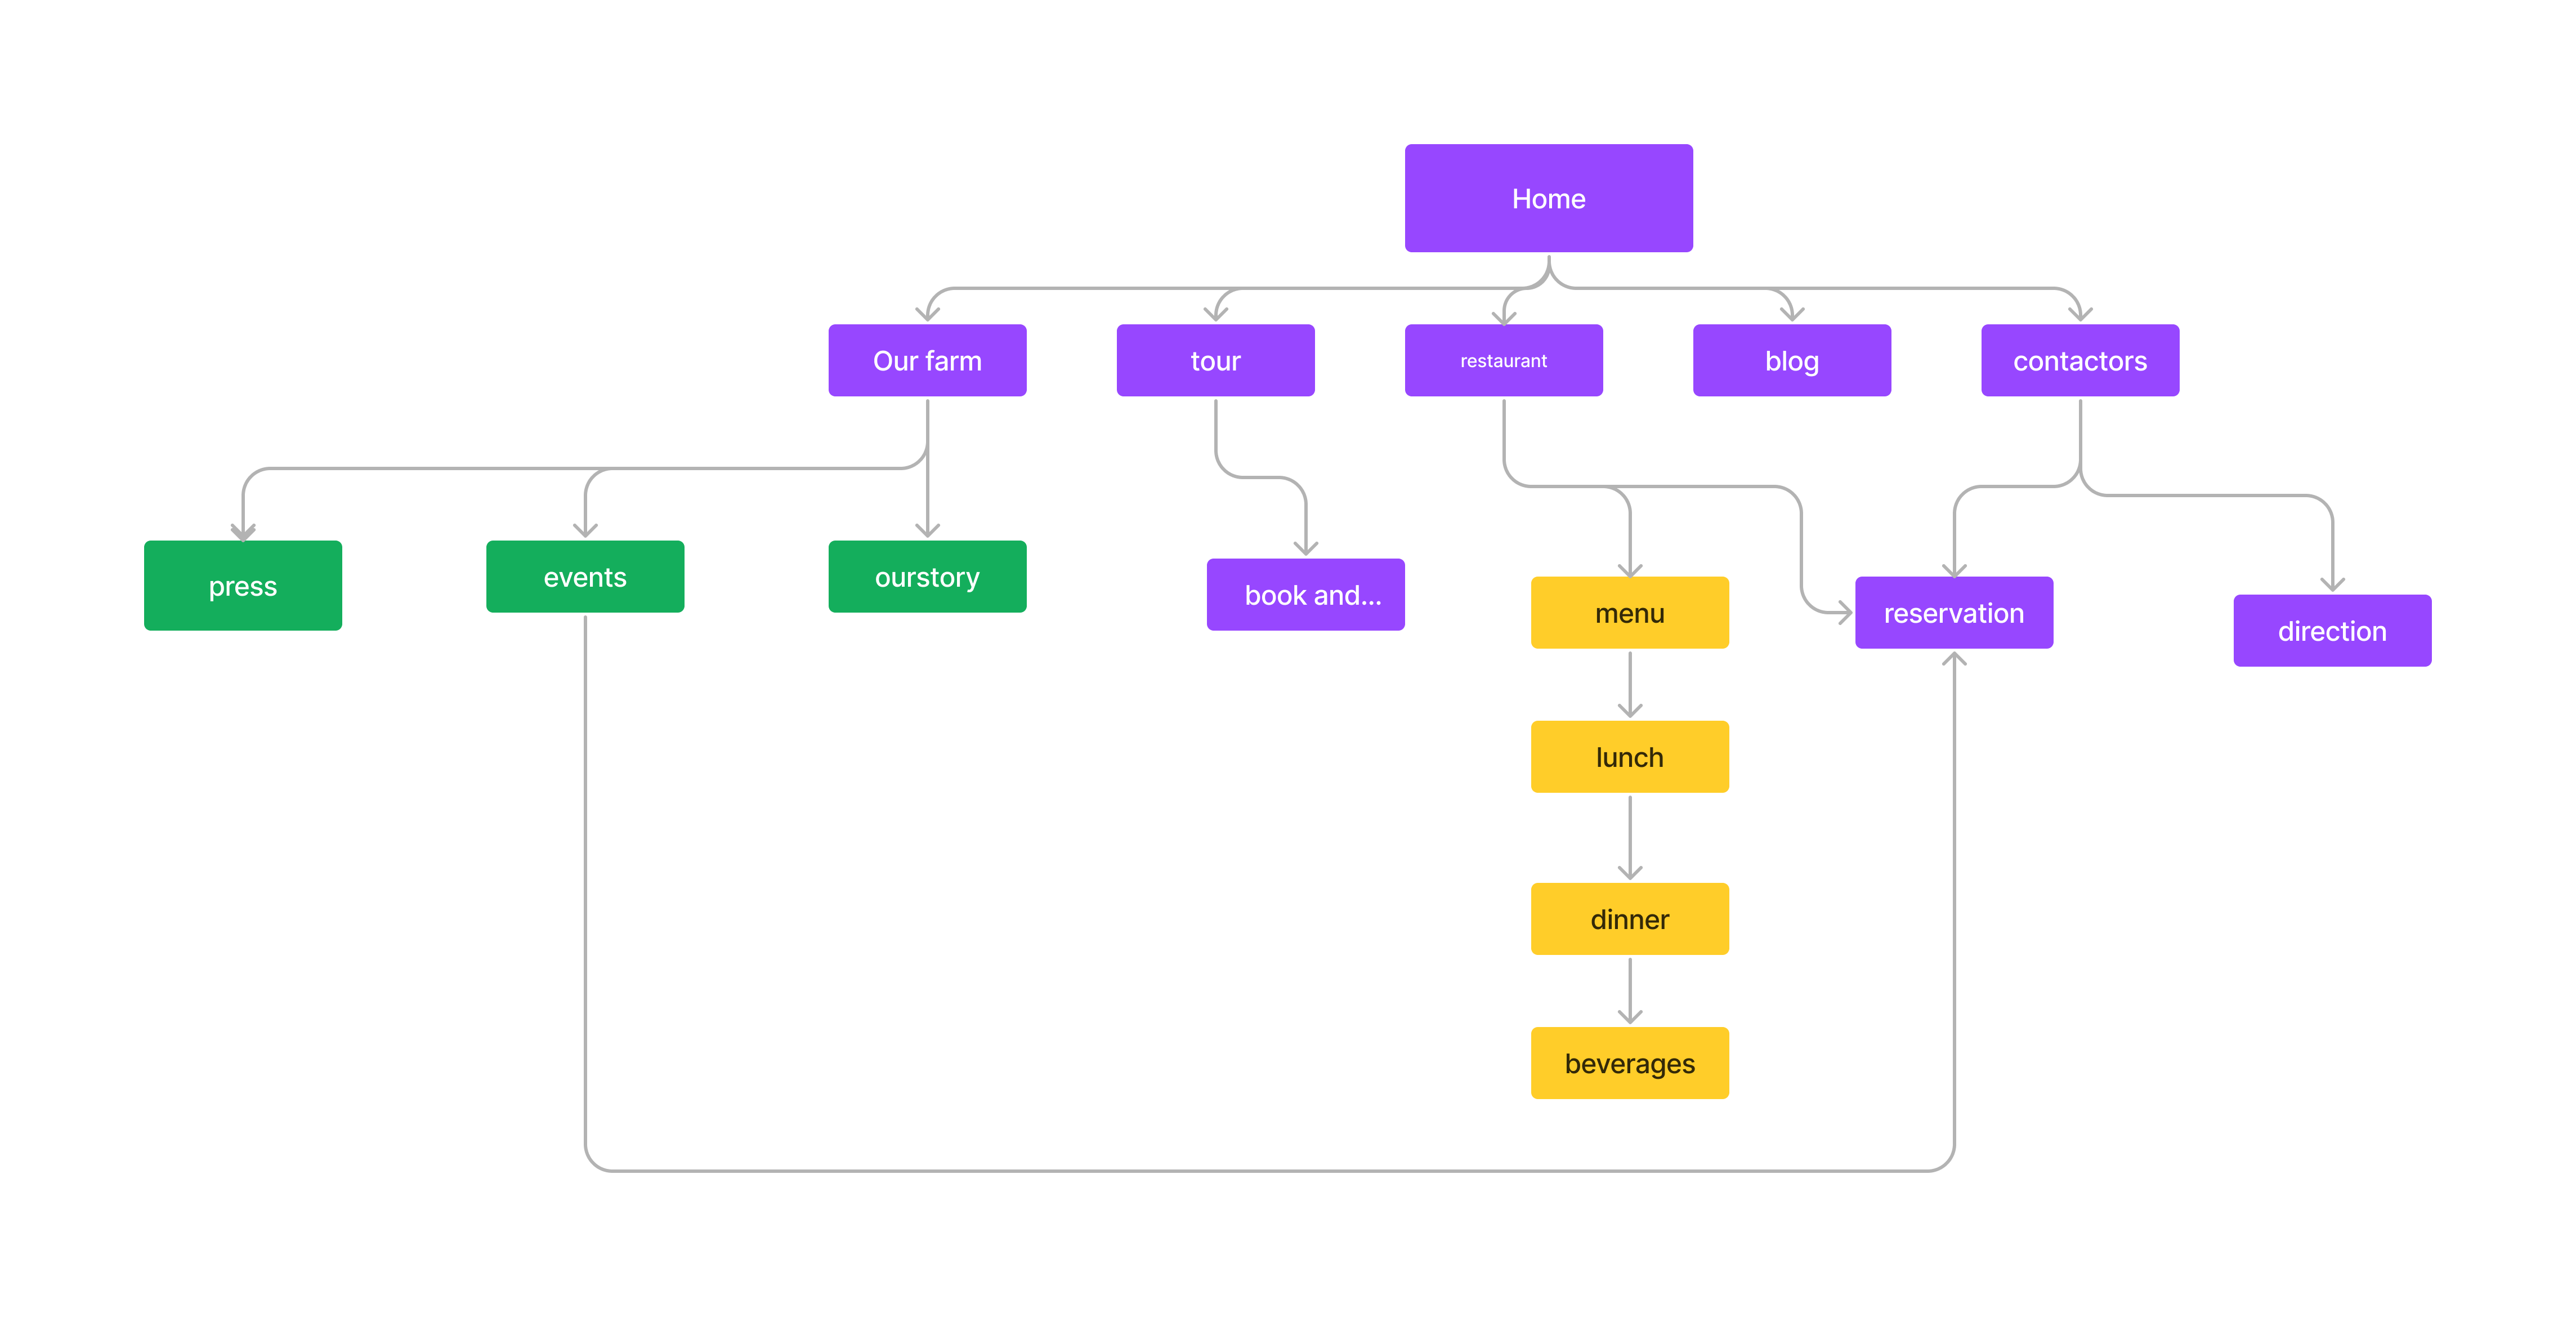 Home
Our farm
tour
restaurant
blog
contactors
press
events
ourstory
book and...
menu
reservation
direction
lunch
dinner
beverages